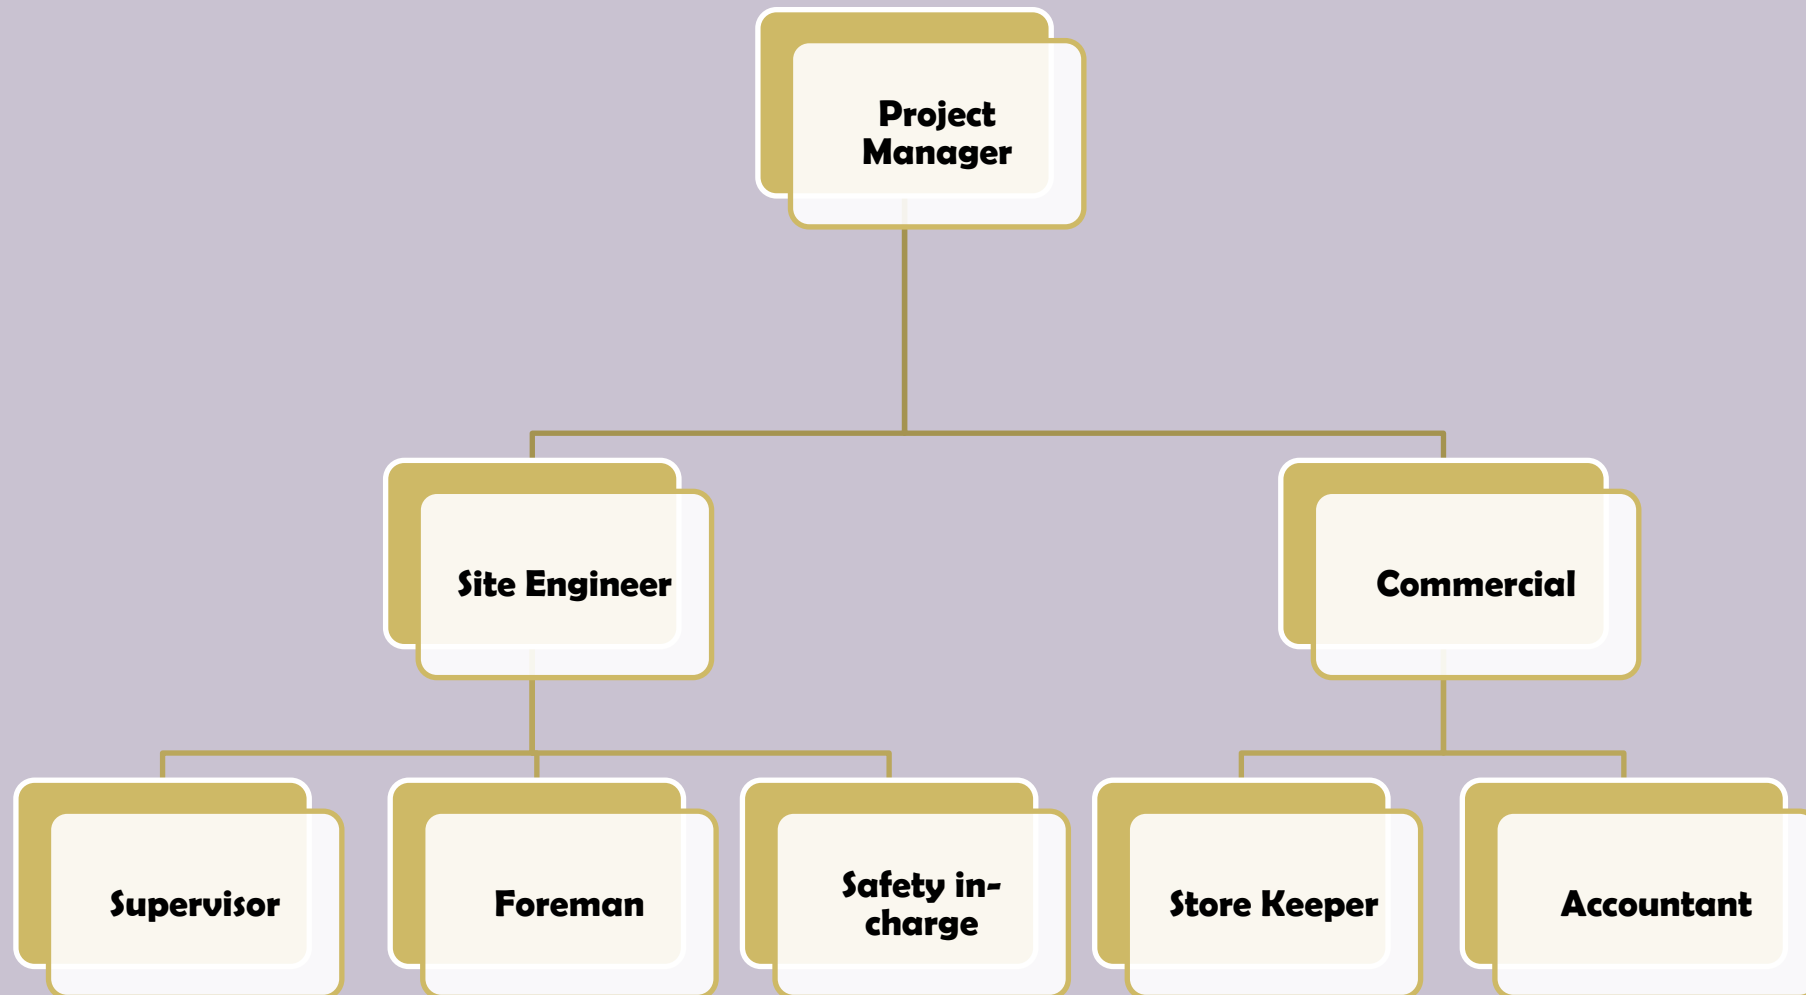 Project
Manager
Site Engineer
Commercial
Supervisor
Foreman
Safety in-
charge
Store Keeper
Accountant